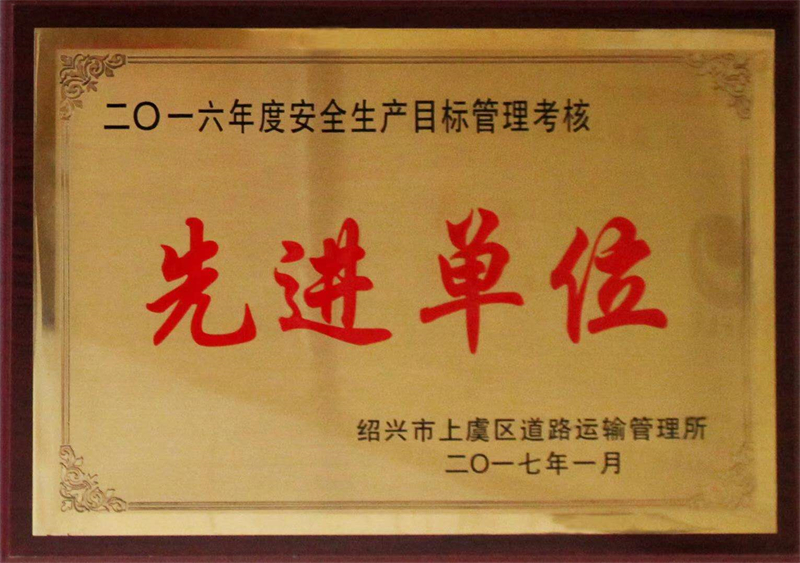 二〇一六年度安全生产目标管理考核
先进单位
绍兴市上虞区道路运输管理所
二〇一七年一月